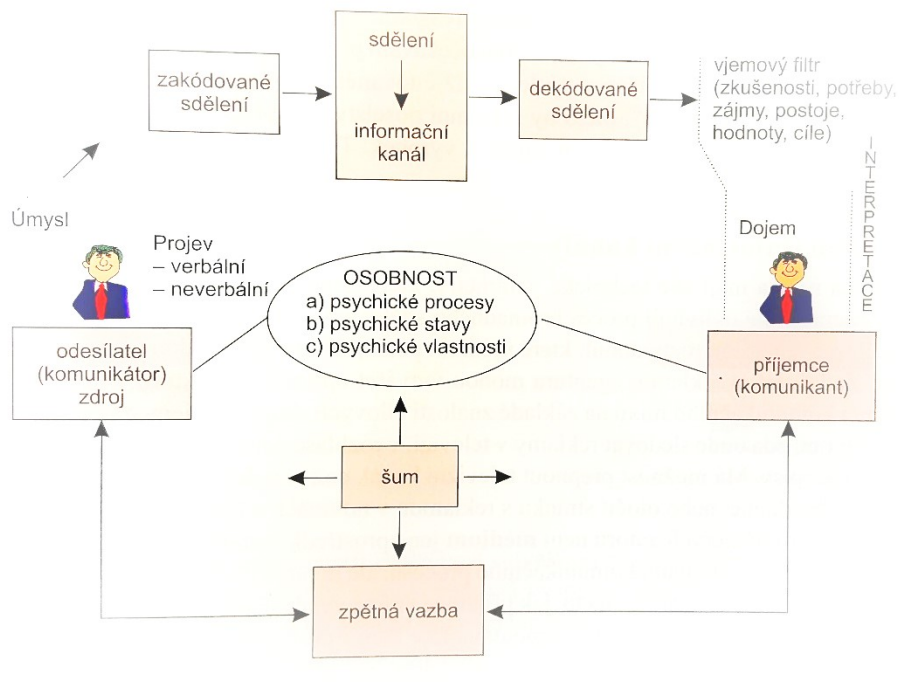 zakódované
sdělení
sdělení
informační
kanál
dekódované
sdělení
vjemový filtr
(zkušenosti, potřeby,
zájmy, postoje,
hodnoty, cíle)
INTERPRETACE
Úmysl
Projev
– verbální
– neverbální
OSOBNOST
a) psychické procesy
b) psychické stavy
c) psychické vlastnosti
Dojem
odesílatel
(komunikátor)
zdroj
příjemce
(komunikant)
šum
zpětná vazba